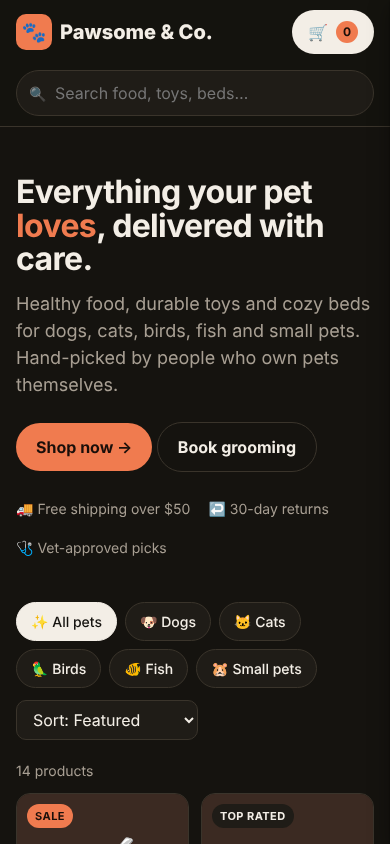 🐾 Pawsome & Co. 🛒 0
🔍 Search food, toys, beds...
Everything your pet
loves, delivered with
care.
Healthy food, durable toys and cozy beds
for dogs, cats, birds, fish and small pets.
Hand-picked by people who own pets
themselves.
Shop now → Book grooming
🚚 Free shipping over $50 ↩️ 30-day returns
🩺 Vet-approved picks
✨ All pets 🐶 Dogs 🐱 Cats
🦜 Birds 🐠 Fish 🐹 Small pets
Sort: Featured
14 products
SALE TOP RATED